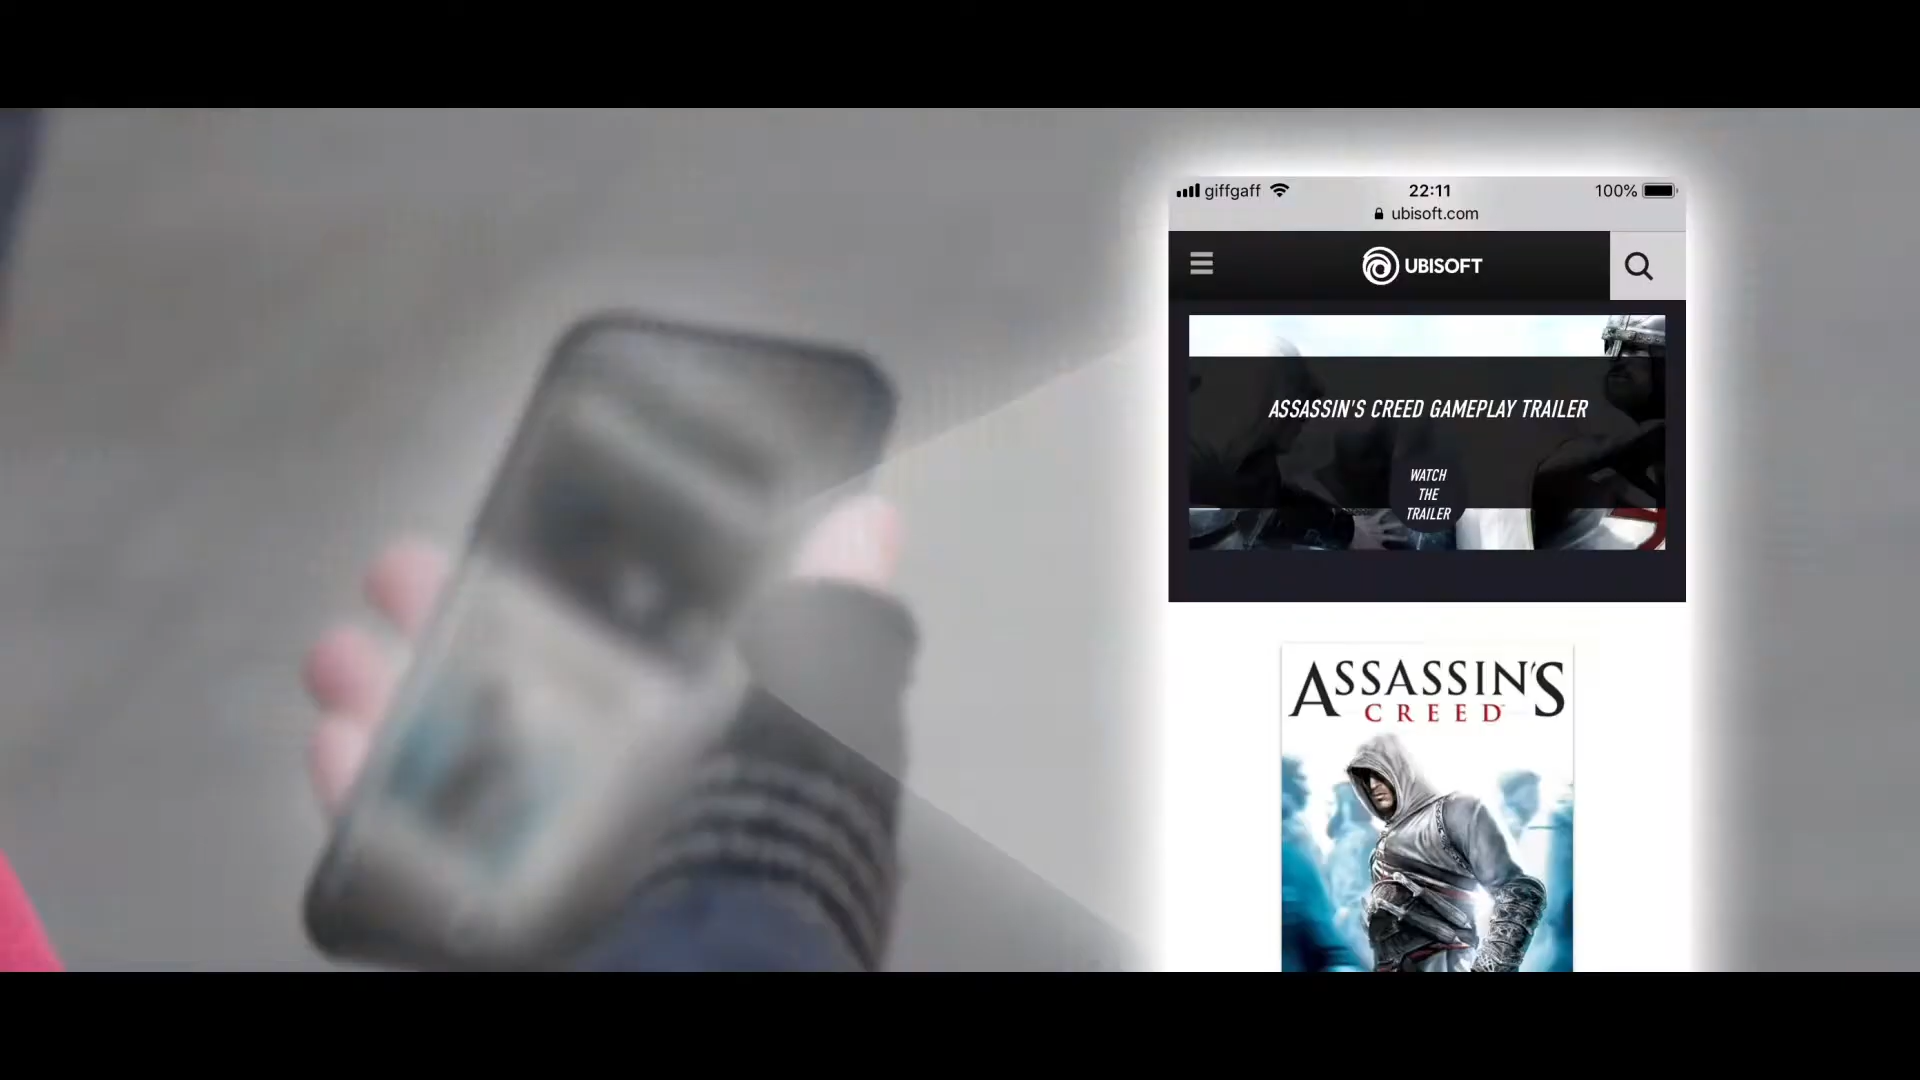 giffgaff 22:11 100%
ubisoft.com
UBISOFT
ASSASSIN'S CREED GAMEPLAY TRAILER
WATCH
THE
TRAILER
ASSASSIN'S
CREED